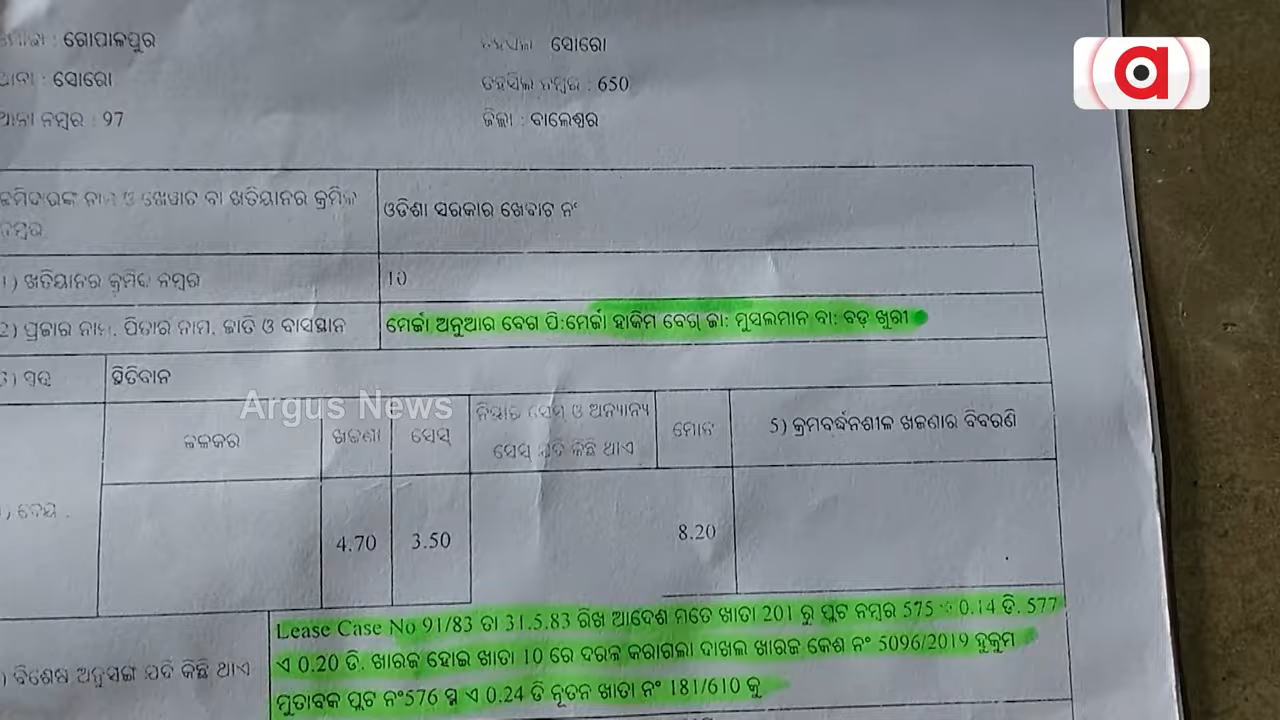 ମୌଜା : ଗୋପାଳପୁର
ତହସିଲ : ସୋରୋ
ଥାନା : ସୋରୋ
ତହସିଲ ନମ୍ବର : 650
ଥାନା ନମ୍ବର : 97
ଜିଲ୍ଲା : ବାଲେଶ୍ୱର
a
ଜମିଦାରଙ୍କ ନାମ ଓ ଖେୱାଟ ବା ଖତିୟାନର କ୍ରମିକ
ନମ୍ବର
ଓଡିଶା ସରକାର ଖେବାଟ ନଂ
1) ଖତିୟାନର କ୍ରମିକ ନମ୍ବର
10
2) ପ୍ରଜାର ନାମ, ପିତାର ନାମ, ଜାତି ଓ ବାସସ୍ଥାନ
ମେର୍ଜା ଅନୁଆର ବେଗ ପି:ମେର୍ଜା ହାକିମ ବେଗ୍ ଜା: ମୁସଲମାନ ବା: ବଡ଼ ଖୁରୀ
3) ସ୍ୱତ୍ୱ
ସ୍ଥିତିବାନ
Argus News
ଜଳକର
ଖଜଣା
ସେସ୍
ନିସ୍ତାର ସେସ୍ ଓ ଅନ୍ୟାନ୍ୟ
ସେସ୍ ଯଦି କିଛି ଥାଏ
ମୋଟ
5) କ୍ରମବର୍ଦ୍ଧନଶୀଳ ଖଜଣାର ବିବରଣି
) ଦେୟ
4.70
3.50
8.20
) ବିଶେଷ ଅନୁସଙ୍ଗ ଯଦି କିଛି ଥାଏ
Lease Case No 91/83 ତା 31.5.83 ରିଖ ଆଦେଶ ମତେ ଖାତା 201 ରୁ ପ୍ଲଟ ନମ୍ବର 575 0.14 ଡି. 577
ଏ 0.20 ଡି. ଖାରଜ ହୋଇ ଖାତା 10 ରେ ଦରଜ କରାଗଲା ଦାଖଲ ଖାରଜ କେଶ ନଂ 5096/2019 ହୁକୁମ
ମୁତାବକ ପ୍ଲଟ ନଂ576 ସ୍ନ ଏ 0.24 ଡି ନୂତନ ଖାତା ନଂ 181/610 କୁ